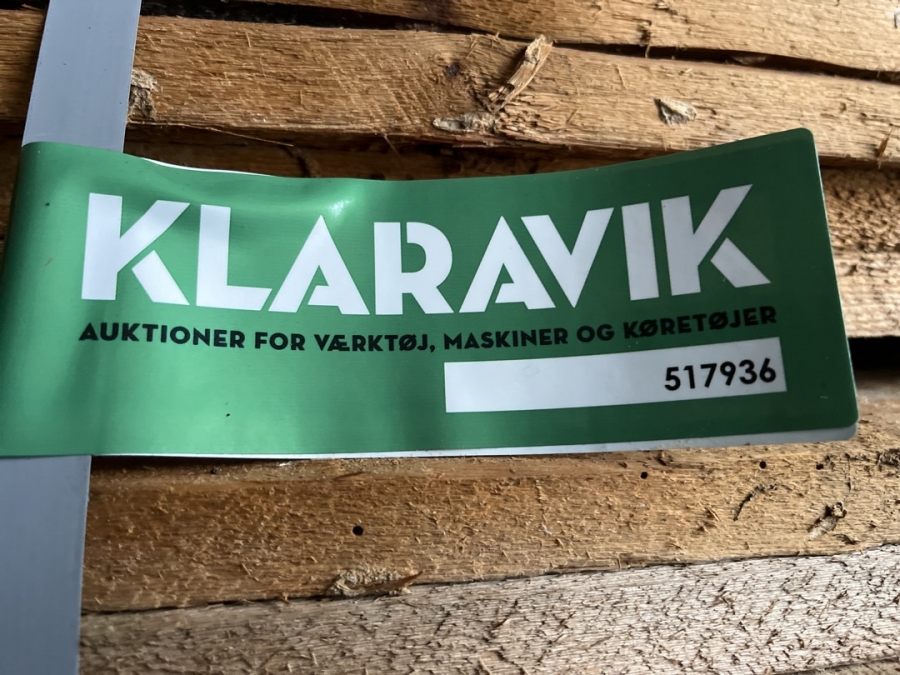 KLARAVIK
AUKTIONER FOR VÆRKTØJ, MASKINER OG KØRETØJER
517936